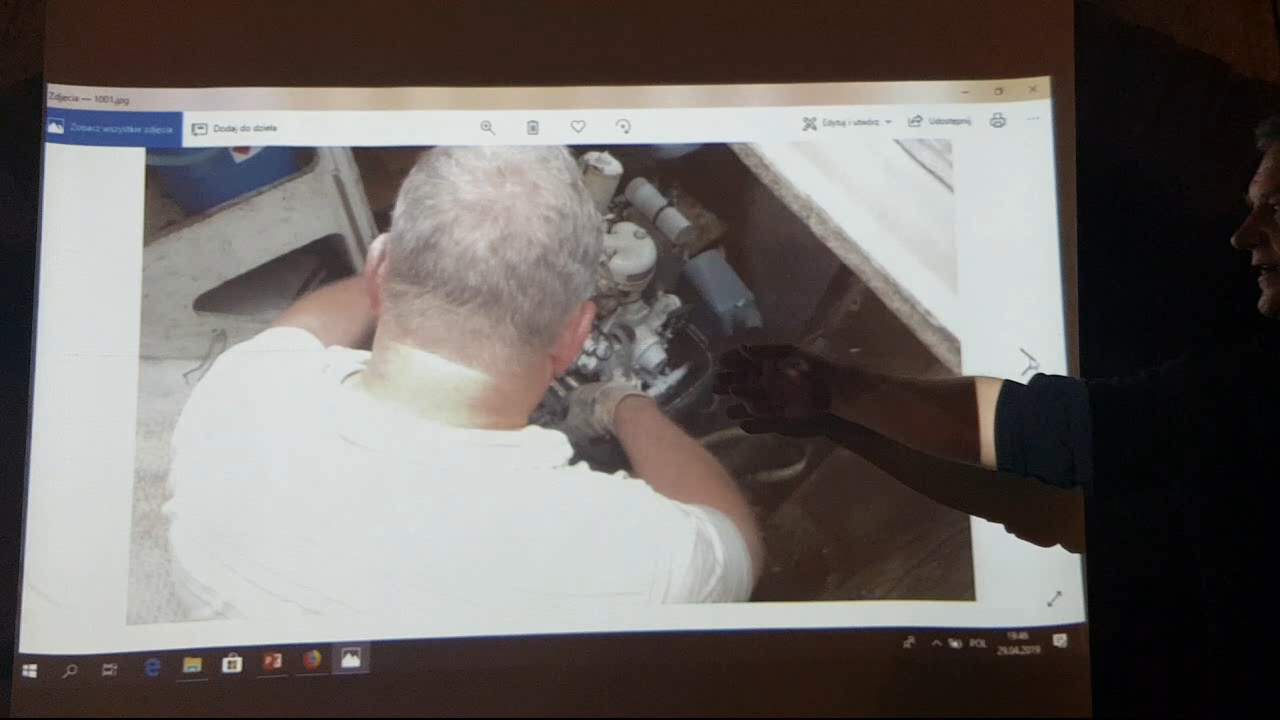 Zdjęcia — 1001.jpg
Zobacz wszystkie zdjęcia
Dodaj do dzieła
Edytuj i utwórz
Udostępnij
POL
19:46
29.04.2019